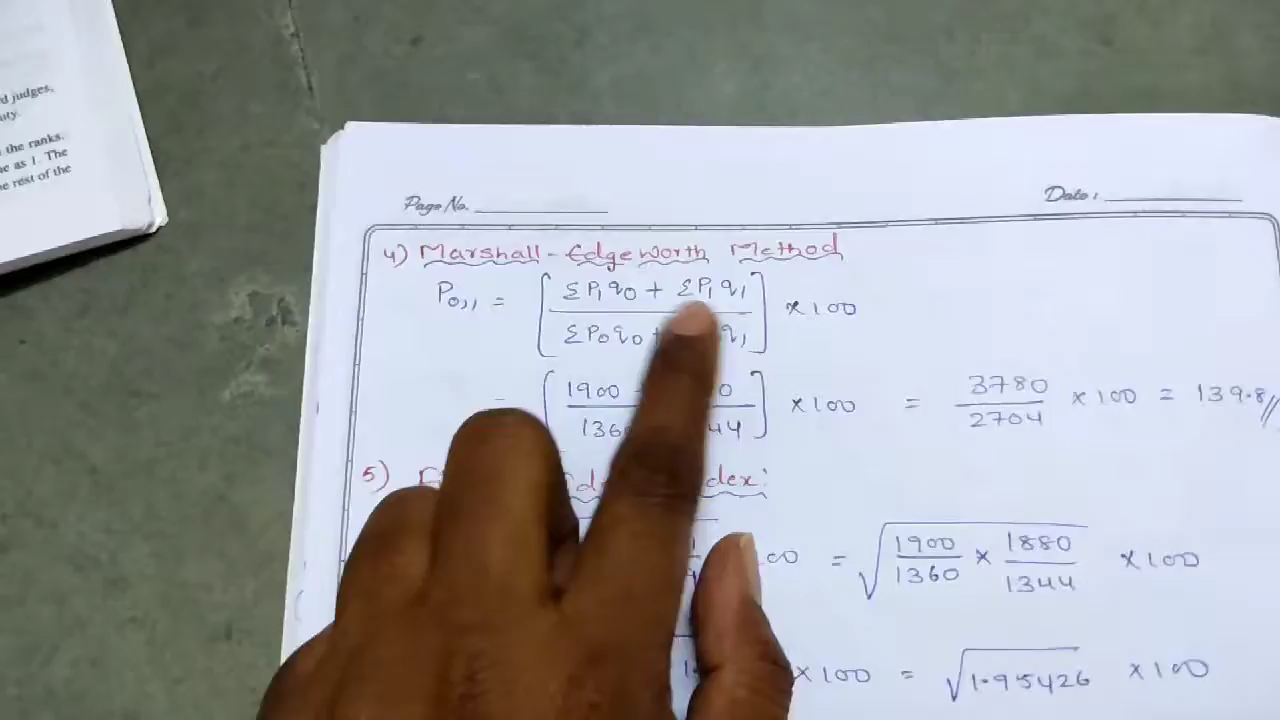 d judges,
uty.
the ranks.
ne as 1. The
e rest of the
Page No.
Date :
4) Marshall - Edgeworth Method
P₀,₁ = [ ΣP₁q₀ + ΣP₁q₁ / ΣP₀q₀ + q₁ ] × 100
= [ 1900 0 / 136 44 ] × 100 = 3780 / 2704 × 100 = 139.8//
5) dex:
00 = √ 1900 / 1360 × 1880 / 1344 × 100
× 100 = √1.95426 × 100